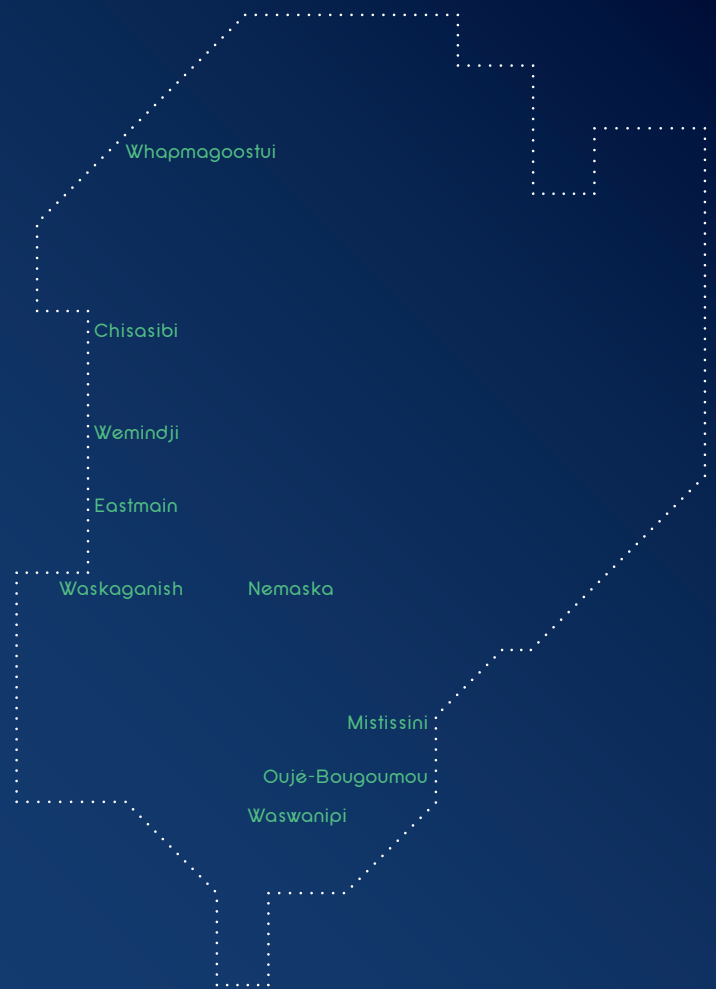 Whapmagoostui
Chisasibi
Wemindji
Eastmain
Waskaganish
Nemaska
Mistissini
Oujé-Bougoumou
Waswanipi